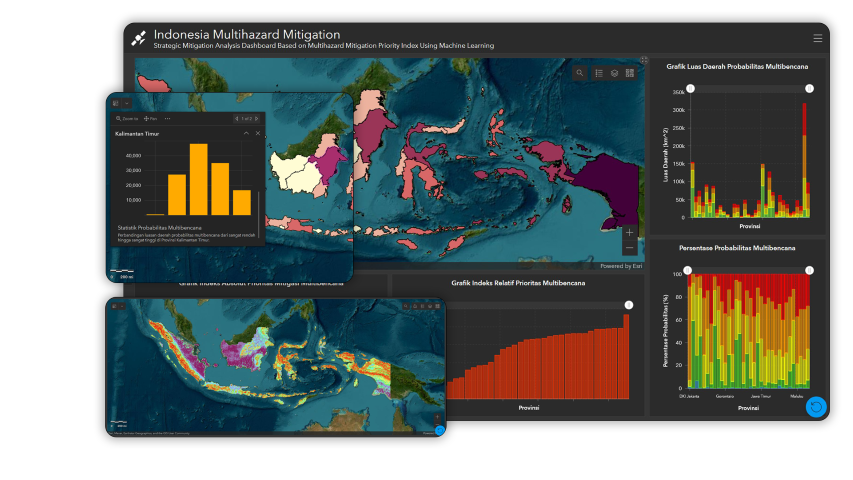 Indonesia Multihazard Mitigation
Strategic Mitigation Analysis Dashboard Based on Multihazard Mitigation Priority Index Using Machine Learning
Zoom to
Pan
1 of 2
Kalimantan Timur
40,000
30,000
20,000
10,000
Statistik Probabilitas Multibencana
Perbandingan luasan daerah probabilitas multibencana dari sangat rendah
hingga sangat tinggi di Provinsi Kalimantan Timur.
200 mi
Powered by Esri
Grafik Luas Daerah Probabilitas Multibencana
Luas Daerah (km^2)
350k
300k
250k
200k
150k
100k
50k
0
Provinsi
Grafik Indeks Absolut Prioritas Mitigasi Multibencana
Grafik Indeks Relatif Prioritas Multibencana
Provinsi
Persentase Probabilitas Multibencana
Persentase Probabilitas (%)
100
80
60
40
20
0
DKI Jakarta
Gorontalo
Jawa Timur
Maluku
Provinsi